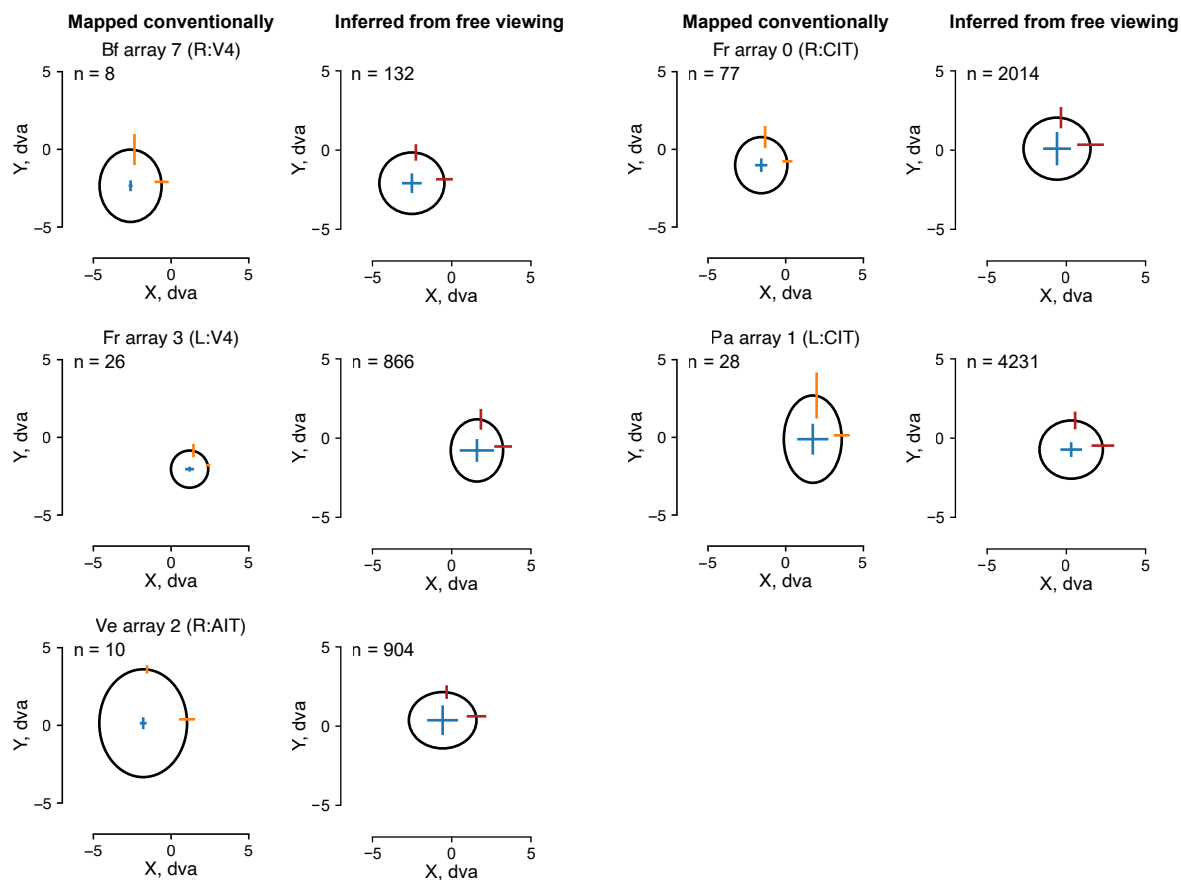 Mapped conventionally Inferred from free viewing Mapped conventionally Inferred from free viewing
Bf array 7 (R:V4) Fr array 0 (R:CIT)
5 n = 8 5 n = 132 5 n = 77 5 n = 2014
Y, dva 0 Y, dva 0 Y, dva 0 Y, dva 0
−5 −5 −5 −5
−5 0 5 −5 0 5 −5 0 5 −5 0 5
X, dva X, dva X, dva X, dva
Fr array 3 (L:V4) Pa array 1 (L:CIT)
5 n = 26 5 n = 866 5 n = 28 5 n = 4231
Y, dva 0 Y, dva 0 Y, dva 0 Y, dva 0
−5 −5 −5 −5
−5 0 5 −5 0 5 −5 0 5 −5 0 5
X, dva X, dva X, dva X, dva
Ve array 2 (R:AIT)
5 n = 10 5 n = 904
Y, dva 0 Y, dva 0
−5 −5
−5 0 5 −5 0 5
X, dva X, dva